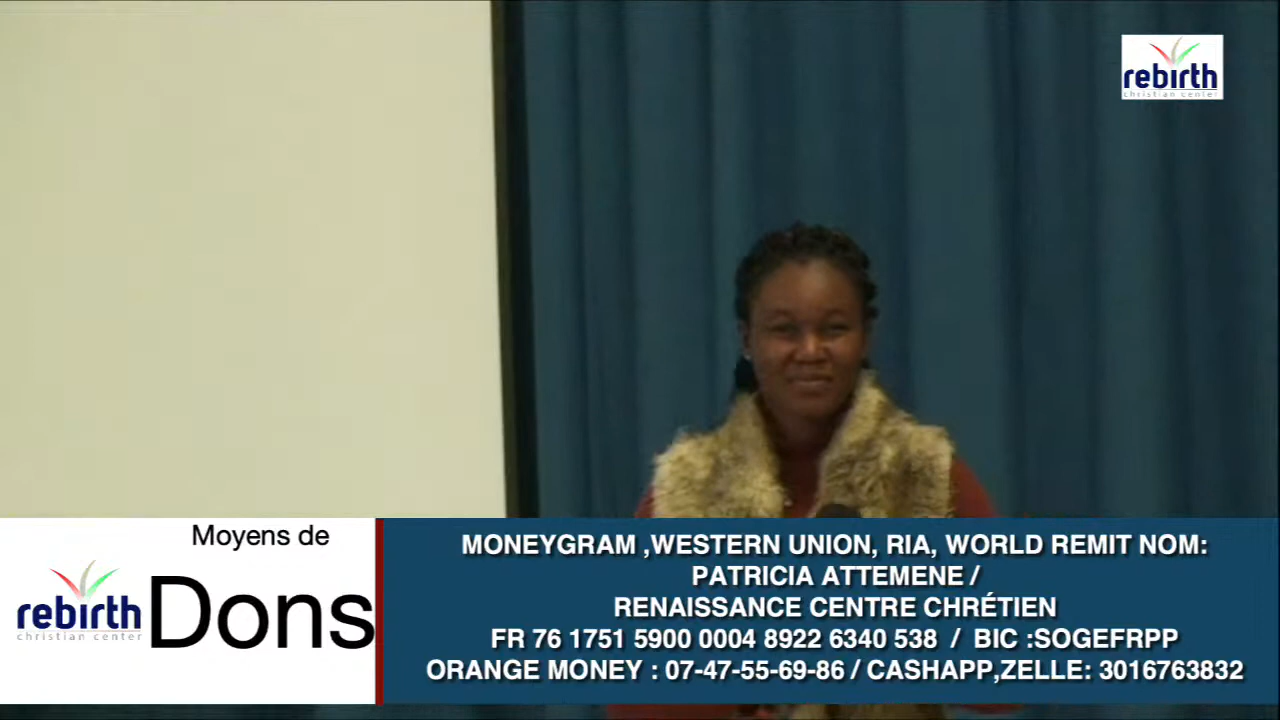 rebirth
christian center
Moyens de
Dons
rebirth
christian center
MONEYGRAM ,WESTERN UNION, RIA, WORLD REMIT NOM:
PATRICIA ATTEMENE /
RENAISSANCE CENTRE CHRÉTIEN
FR 76 1751 5900 0004 8922 6340 538 / BIC :SOGEFRPP
ORANGE MONEY : 07-47-55-69-86 / CASHAPP,ZELLE: 3016763832